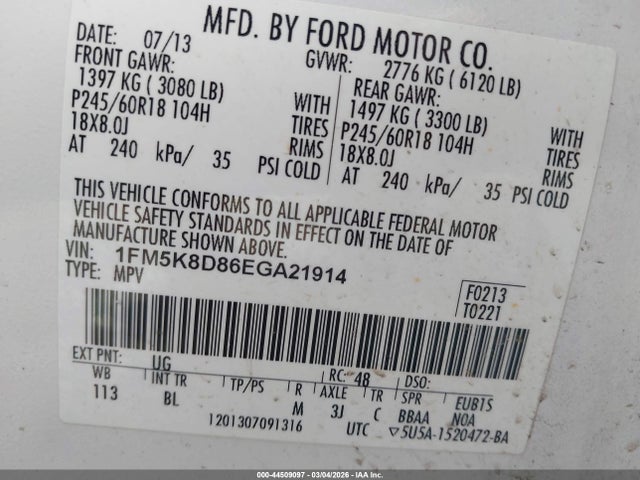 MFD. BY FORD MOTOR CO.
DATE: 07/13 GVWR: 2776 KG ( 6120 LB)
FRONT GAWR: REAR GAWR:
1397 KG ( 3080 LB) WITH 1497 KG ( 3300 LB) WITH
P245/60R18 104H TIRES P245/60R18 104H TIRES
18X8.0J RIMS 18X8.0J RIMS
AT 240 kPa/ 35 PSI COLD AT 240 kPa/ 35 PSI COLD
THIS VEHICLE CONFORMS TO ALL APPLICABLE FEDERAL MOTOR
VEHICLE SAFETY STANDARDS IN EFFECT ON THE DATE OF
MANUFACTURE SHOWN ABOVE.
VIN: 1FM5K8D86EGA21914
TYPE: MPV
F0213
T0221
EXT PNT: UG RC: 48 DSO:
WB INT TR TP/PS R AXLE TR SPR EUB1S
113 BL M 3J C BBAA NOA
1201307091316 UTC ▽5U5A-1520472-BA
000-44509097 - 03/04/2026 - IAAI.COM